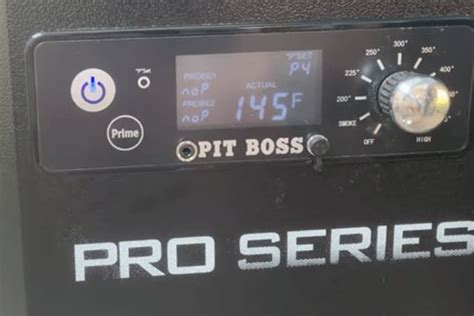 P-SET
P4
PROBE1
noP
ACTUAL
PROBE2
noP
145F
Prime
PIT BOSS
SMOKE
OFF
200°
225°
250°
300°
350°
400°
HIGH
PRO SERIES